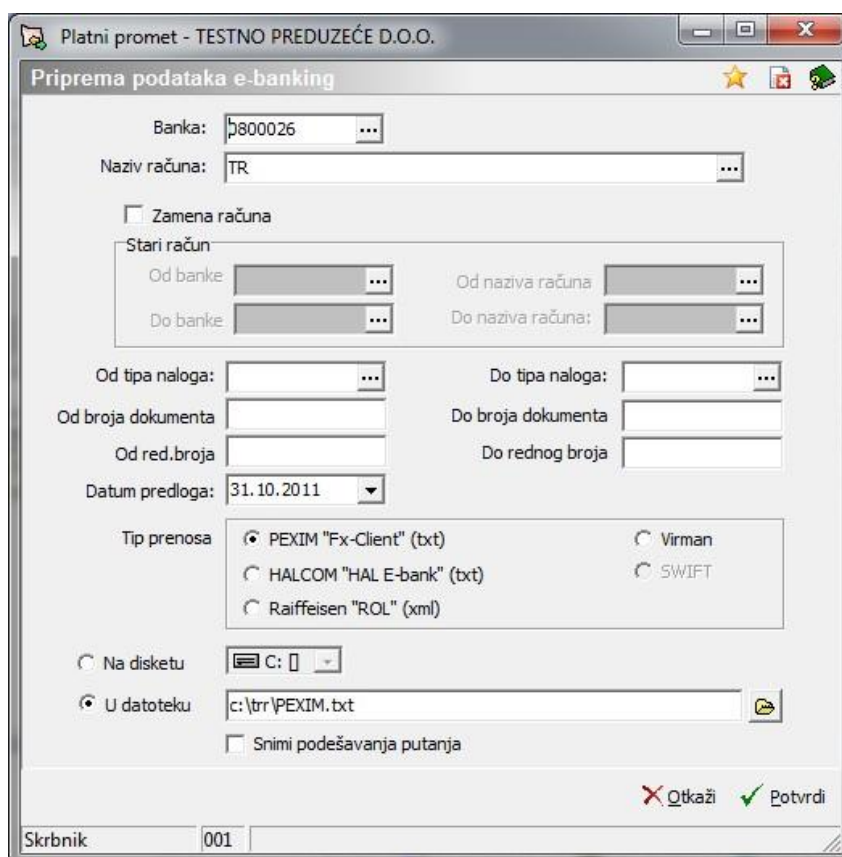 Platni promet - TESTNO PREDUZEĆE D.O.O.
Priprema podataka e-banking
Banka: 0800026 ...
Naziv računa: TR ...
Zamena računa
Stari račun
Od banke ... Od naziva računa ...
Do banke ... Do naziva računa: ...
Od tipa naloga: ... Do tipa naloga: ...
Od broja dokumenta Do broja dokumenta
Od red.broja Do rednog broja
Datum predloga: 31.10.2011
Tip prenosa PEXIM "Fx-Client" (txt) Virman
HALCOM "HAL E-bank" (txt) SWIFT
Raiffeisen "ROL" (xml)
Na disketu C: []
U datoteku c:\trr\PEXIM.txt
Snimi podešavanja putanja
Otkaži Potvrdi
Skrbnik 001